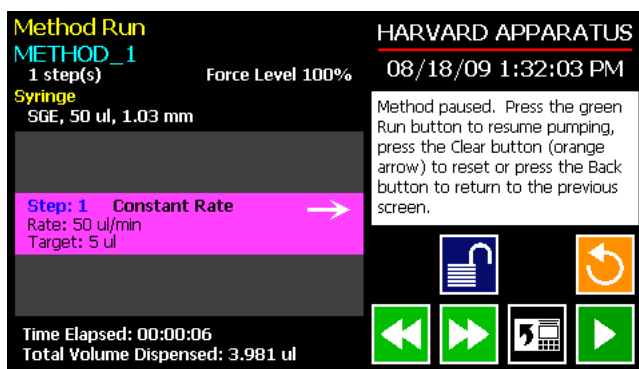 Method Run
METHOD_1
1 step(s) Force Level 100%
Syringe
SGE, 50 ul, 1.03 mm
Step: 1 Constant Rate
Rate: 50 ul/min
Target: 5 ul
Time Elapsed: 00:00:06
Total Volume Dispensed: 3.981 ul
HARVARD APPARATUS
08/18/09 1:32:03 PM
Method paused. Press the green
Run button to resume pumping,
press the Clear button (orange
arrow) to reset or press the Back
button to return to the previous
screen.